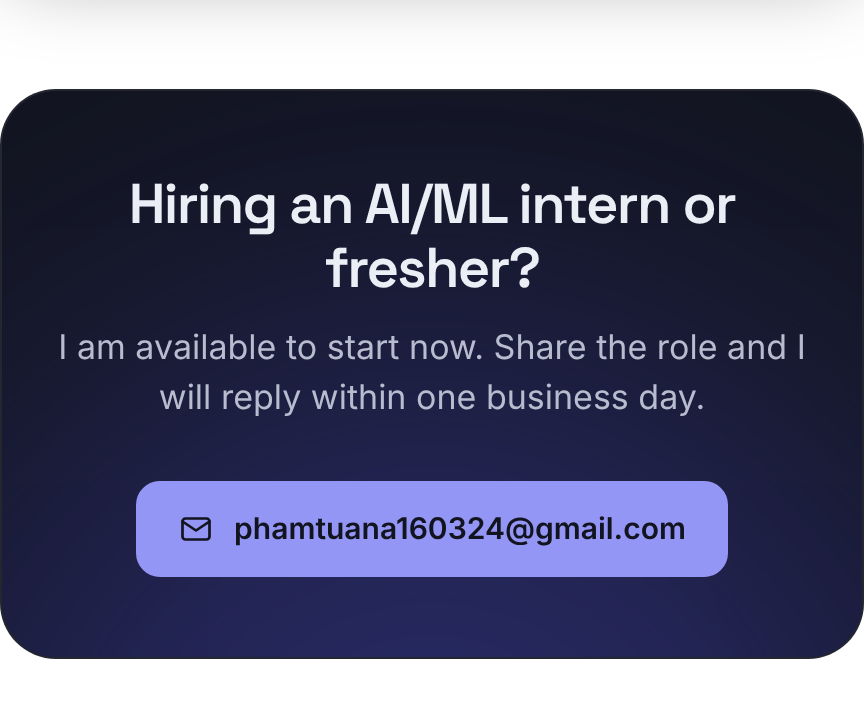 Hiring an AI/ML intern or
fresher?
I am available to start now. Share the role and I
will reply within one business day.
phamtuana160324@gmail.com